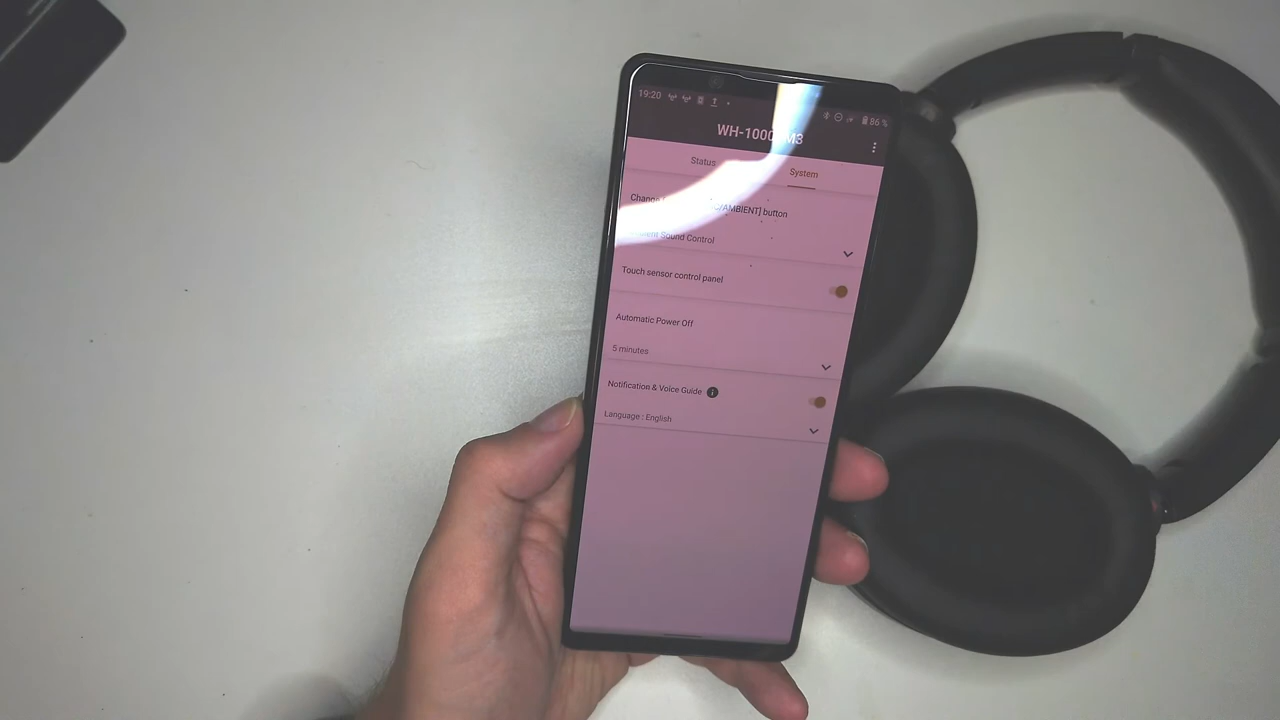 19:20 86 %
WH-1000 M3
Status System
/AMBIENT] button
Sound Control
Touch sensor control panel
Automatic Power Off
5 minutes
Notification & Voice Guide i
Language : English